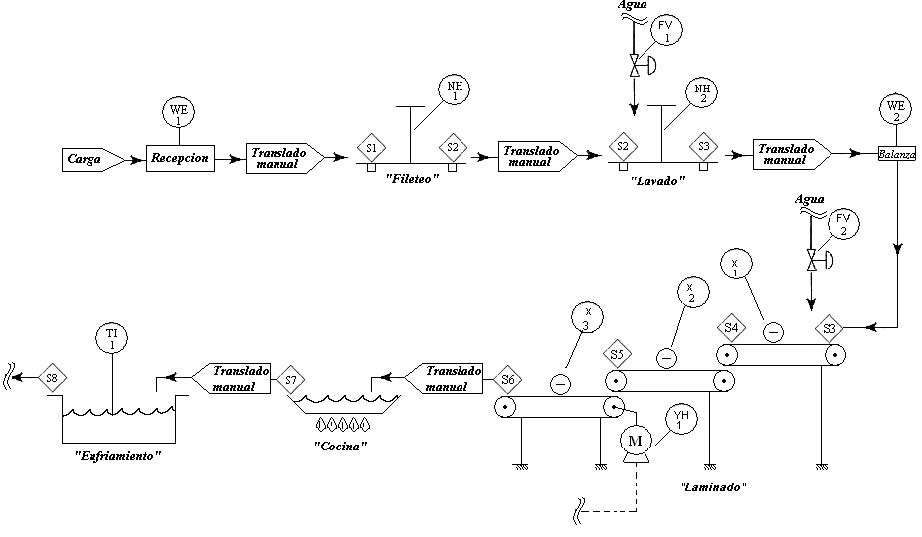 Agua
FV
1
WE
1
NE
1
NH
2
WE
2
Carga
Recepcion
Translado
manual
S1
S2
"Fileteo"
Translado
manual
S2
S3
"Lavado"
Translado
manual
Balanza
Agua
FV
2
X
1
X
2
X
3
S3
S4
S5
S6
TI
1
S8
Translado
manual
S7
Translado
manual
M
YH
1
"Enfriamiento"
"Cocina"
"Laminado"